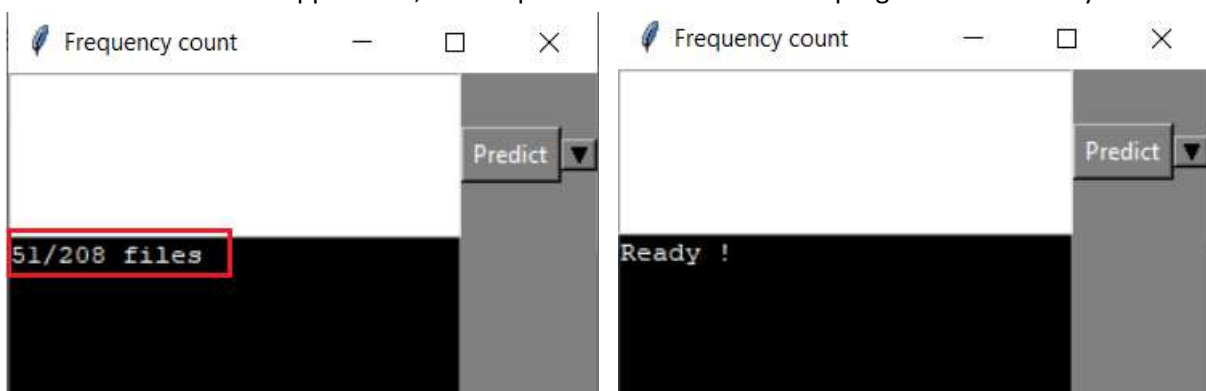 Frequency count
Predict ▼
51/208 files
Frequency count
Predict ▼
Ready !